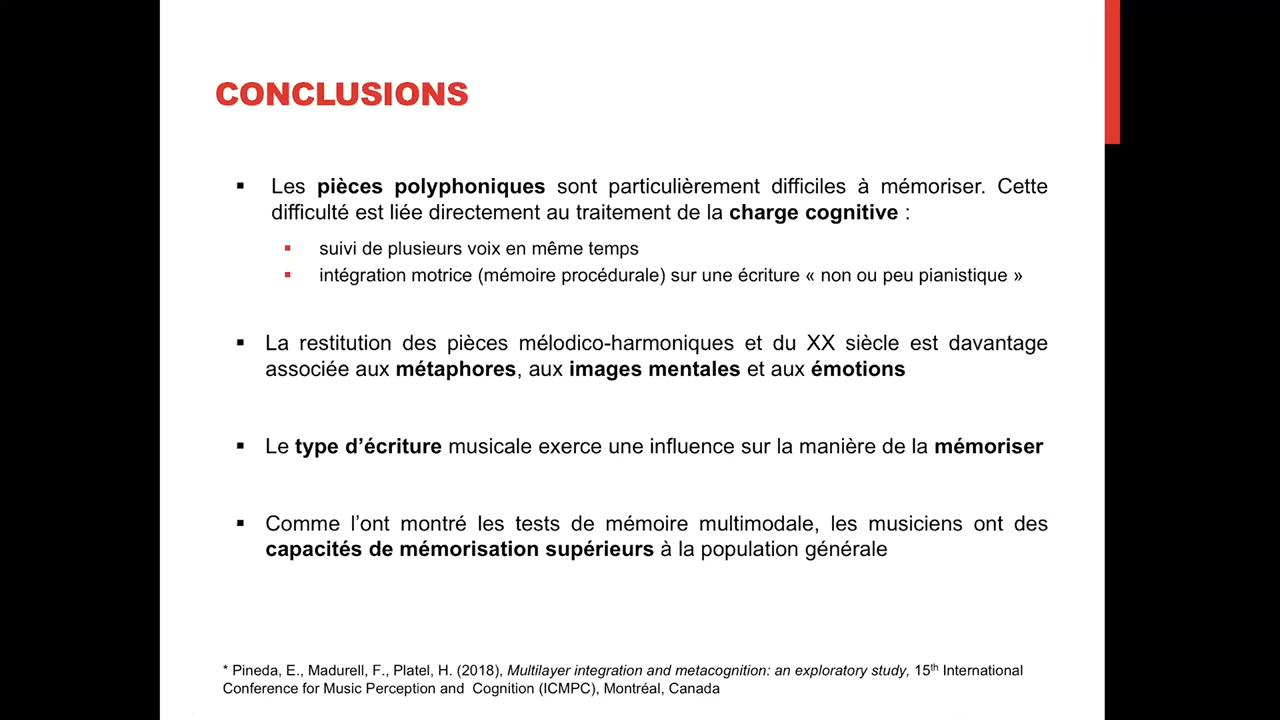 CONCLUSIONS
▪ Les pièces polyphoniques sont particulièrement difficiles à mémoriser. Cette
difficulté est liée directement au traitement de la charge cognitive :
▪ suivi de plusieurs voix en même temps
▪ intégration motrice (mémoire procédurale) sur une écriture « non ou peu pianistique »
▪ La restitution des pièces mélodico-harmoniques et du XX siècle est davantage
associée aux métaphores, aux images mentales et aux émotions
▪ Le type d’écriture musicale exerce une influence sur la manière de la mémoriser
▪ Comme l’ont montré les tests de mémoire multimodale, les musiciens ont des
capacités de mémorisation supérieurs à la population générale
* Pineda, E., Madurell, F., Platel, H. (2018), Multilayer integration and metacognition: an exploratory study, 15th International
Conference for Music Perception and Cognition (ICMPC), Montréal, Canada